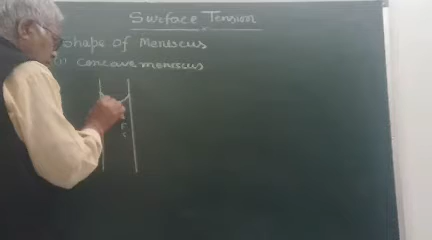 Surface Tension
Shape of Meniscus
(i) Concave meniscus